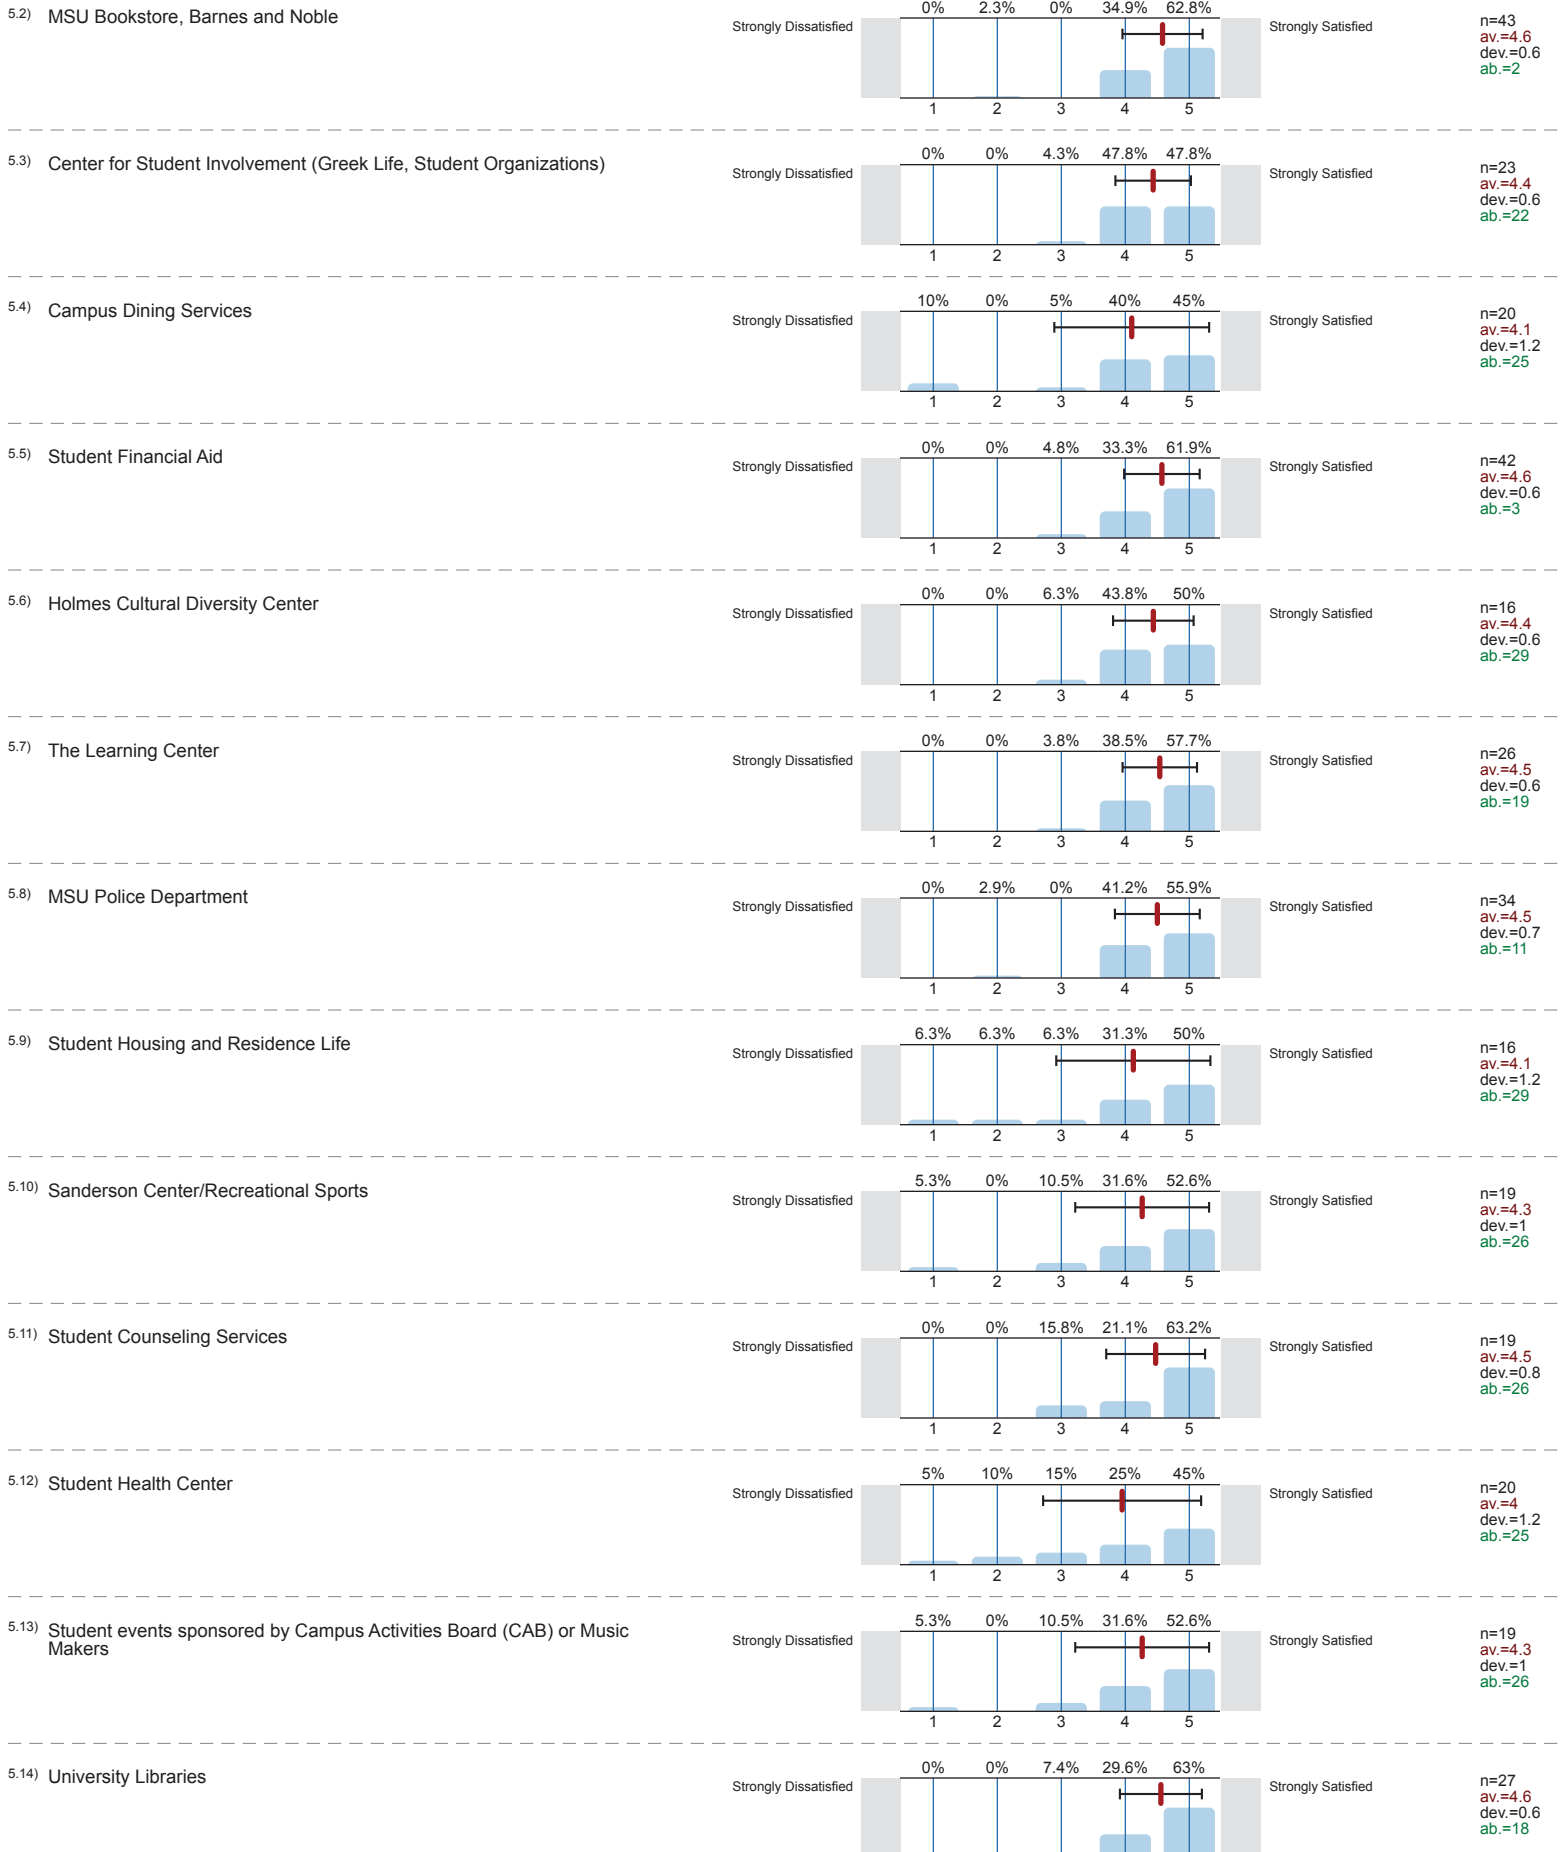 5.2) MSU Bookstore, Barnes and Noble
0% 2.3% 0% 34.9% 62.8%
Strongly Dissatisfied Strongly Satisfied
n=43
av.=4.6
dev.=0.6
ab.=2
1 2 3 4 5
5.3) Center for Student Involvement (Greek Life, Student Organizations)
0% 0% 4.3% 47.8% 47.8%
Strongly Dissatisfied Strongly Satisfied
n=23
av.=4.4
dev.=0.6
ab.=22
1 2 3 4 5
5.4) Campus Dining Services
10% 0% 5% 40% 45%
Strongly Dissatisfied Strongly Satisfied
n=20
av.=4.1
dev.=1.2
ab.=25
1 2 3 4 5
5.5) Student Financial Aid
0% 0% 4.8% 33.3% 61.9%
Strongly Dissatisfied Strongly Satisfied
n=42
av.=4.6
dev.=0.6
ab.=3
1 2 3 4 5
5.6) Holmes Cultural Diversity Center
0% 0% 6.3% 43.8% 50%
Strongly Dissatisfied Strongly Satisfied
n=16
av.=4.4
dev.=0.6
ab.=29
1 2 3 4 5
5.7) The Learning Center
0% 0% 3.8% 38.5% 57.7%
Strongly Dissatisfied Strongly Satisfied
n=26
av.=4.5
dev.=0.6
ab.=19
1 2 3 4 5
5.8) MSU Police Department
0% 2.9% 0% 41.2% 55.9%
Strongly Dissatisfied Strongly Satisfied
n=34
av.=4.5
dev.=0.7
ab.=11
1 2 3 4 5
5.9) Student Housing and Residence Life
6.3% 6.3% 6.3% 31.3% 50%
Strongly Dissatisfied Strongly Satisfied
n=16
av.=4.1
dev.=1.2
ab.=29
1 2 3 4 5
5.10) Sanderson Center/Recreational Sports
5.3% 0% 10.5% 31.6% 52.6%
Strongly Dissatisfied Strongly Satisfied
n=19
av.=4.3
dev.=1
ab.=26
1 2 3 4 5
5.11) Student Counseling Services
0% 0% 15.8% 21.1% 63.2%
Strongly Dissatisfied Strongly Satisfied
n=19
av.=4.5
dev.=0.8
ab.=26
1 2 3 4 5
5.12) Student Health Center
5% 10% 15% 25% 45%
Strongly Dissatisfied Strongly Satisfied
n=20
av.=4
dev.=1.2
ab.=25
1 2 3 4 5
5.13) Student events sponsored by Campus Activities Board (CAB) or Music
Makers
5.3% 0% 10.5% 31.6% 52.6%
Strongly Dissatisfied Strongly Satisfied
n=19
av.=4.3
dev.=1
ab.=26
1 2 3 4 5
5.14) University Libraries
0% 0% 7.4% 29.6% 63%
Strongly Dissatisfied Strongly Satisfied
n=27
av.=4.6
dev.=0.6
ab.=18